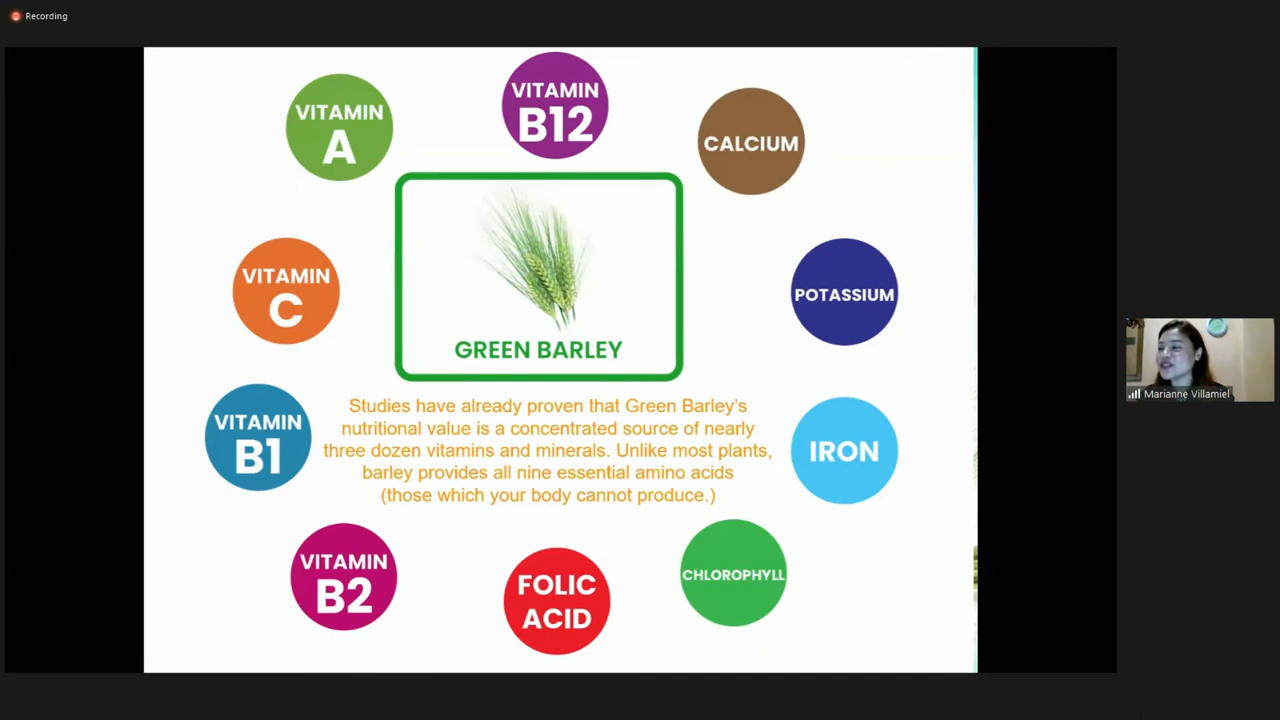 Recording
VITAMIN
A
VITAMIN
B12
CALCIUM
VITAMIN
C
GREEN BARLEY
POTASSIUM
VITAMIN
B1
Studies have already proven that Green Barley's
nutritional value is a concentrated source of nearly
three dozen vitamins and minerals. Unlike most plants,
barley provides all nine essential amino acids
(those which your body cannot produce.)
IRON
VITAMIN
B2
FOLIC
ACID
CHLOROPHYLL
Marianne Villamiel